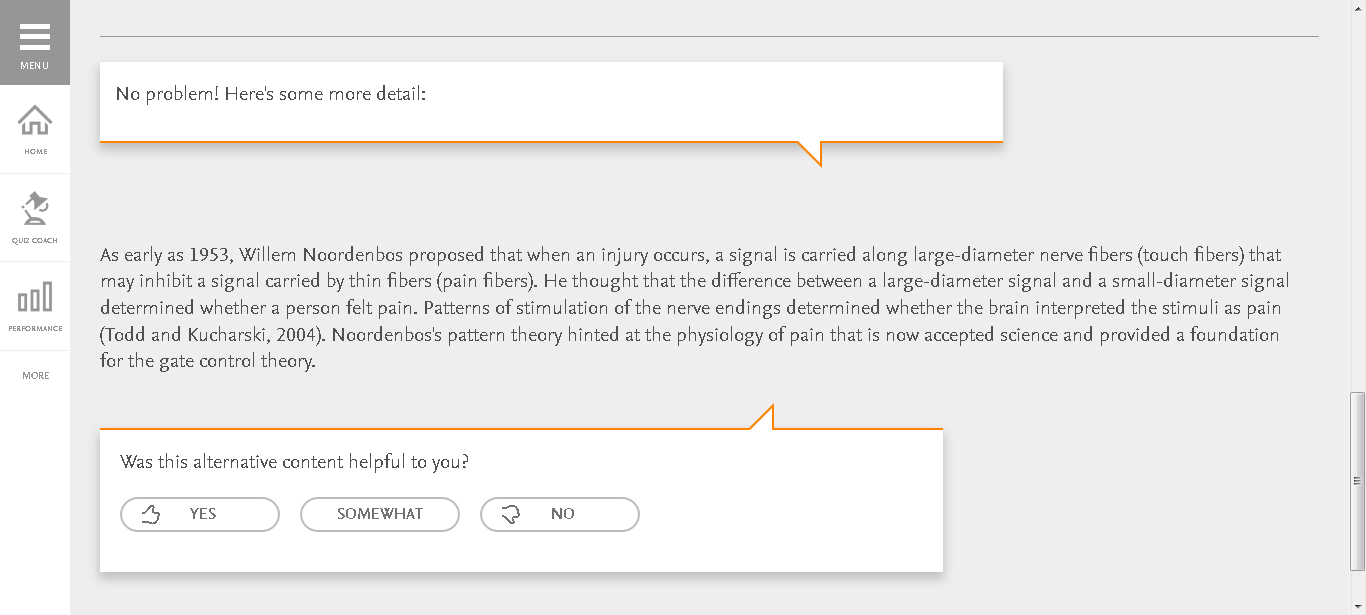 MENU
HOME
QUIZ COACH
PERFORMANCE
MORE
No problem! Here's some more detail:
As early as 1953, Willem Noordenbos proposed that when an injury occurs, a signal is carried along large-diameter nerve fibers (touch fibers) that
may inhibit a signal carried by thin fibers (pain fibers). He thought that the difference between a large-diameter signal and a small-diameter signal
determined whether a person felt pain. Patterns of stimulation of the nerve endings determined whether the brain interpreted the stimuli as pain
(Todd and Kucharski, 2004). Noordenbos's pattern theory hinted at the physiology of pain that is now accepted science and provided a foundation
for the gate control theory.
Was this alternative content helpful to you?
YES
SOMEWHAT
NO